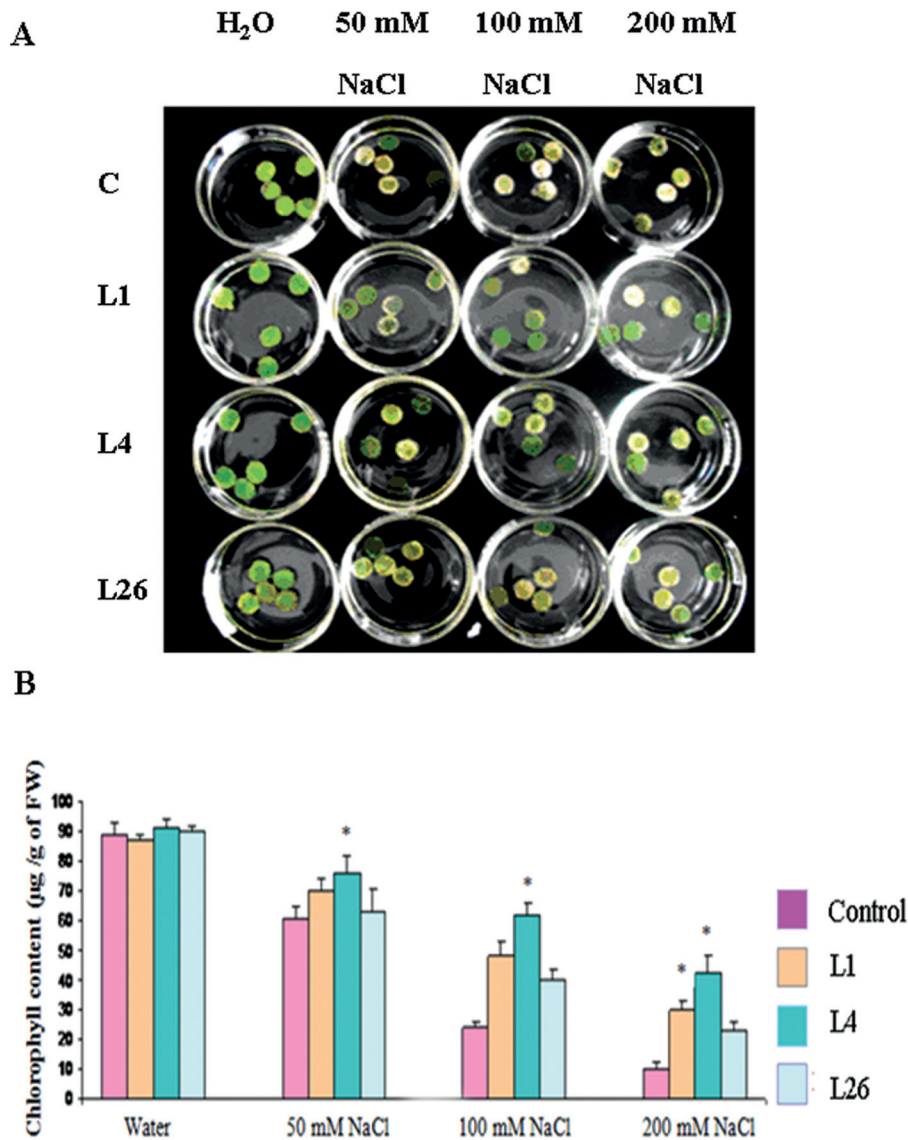 A
H₂O 50 mM 100 mM 200 mM
NaCl NaCl NaCl
C
L1
L4
L26
B
Chlorophyll content (µg /g of FW)
100
90
80
70
60
50
40
30
20
10
0
* * * *
Water 50 mM NaCl 100 mM NaCl 200 mM NaCl
Control
L1
L4
L26